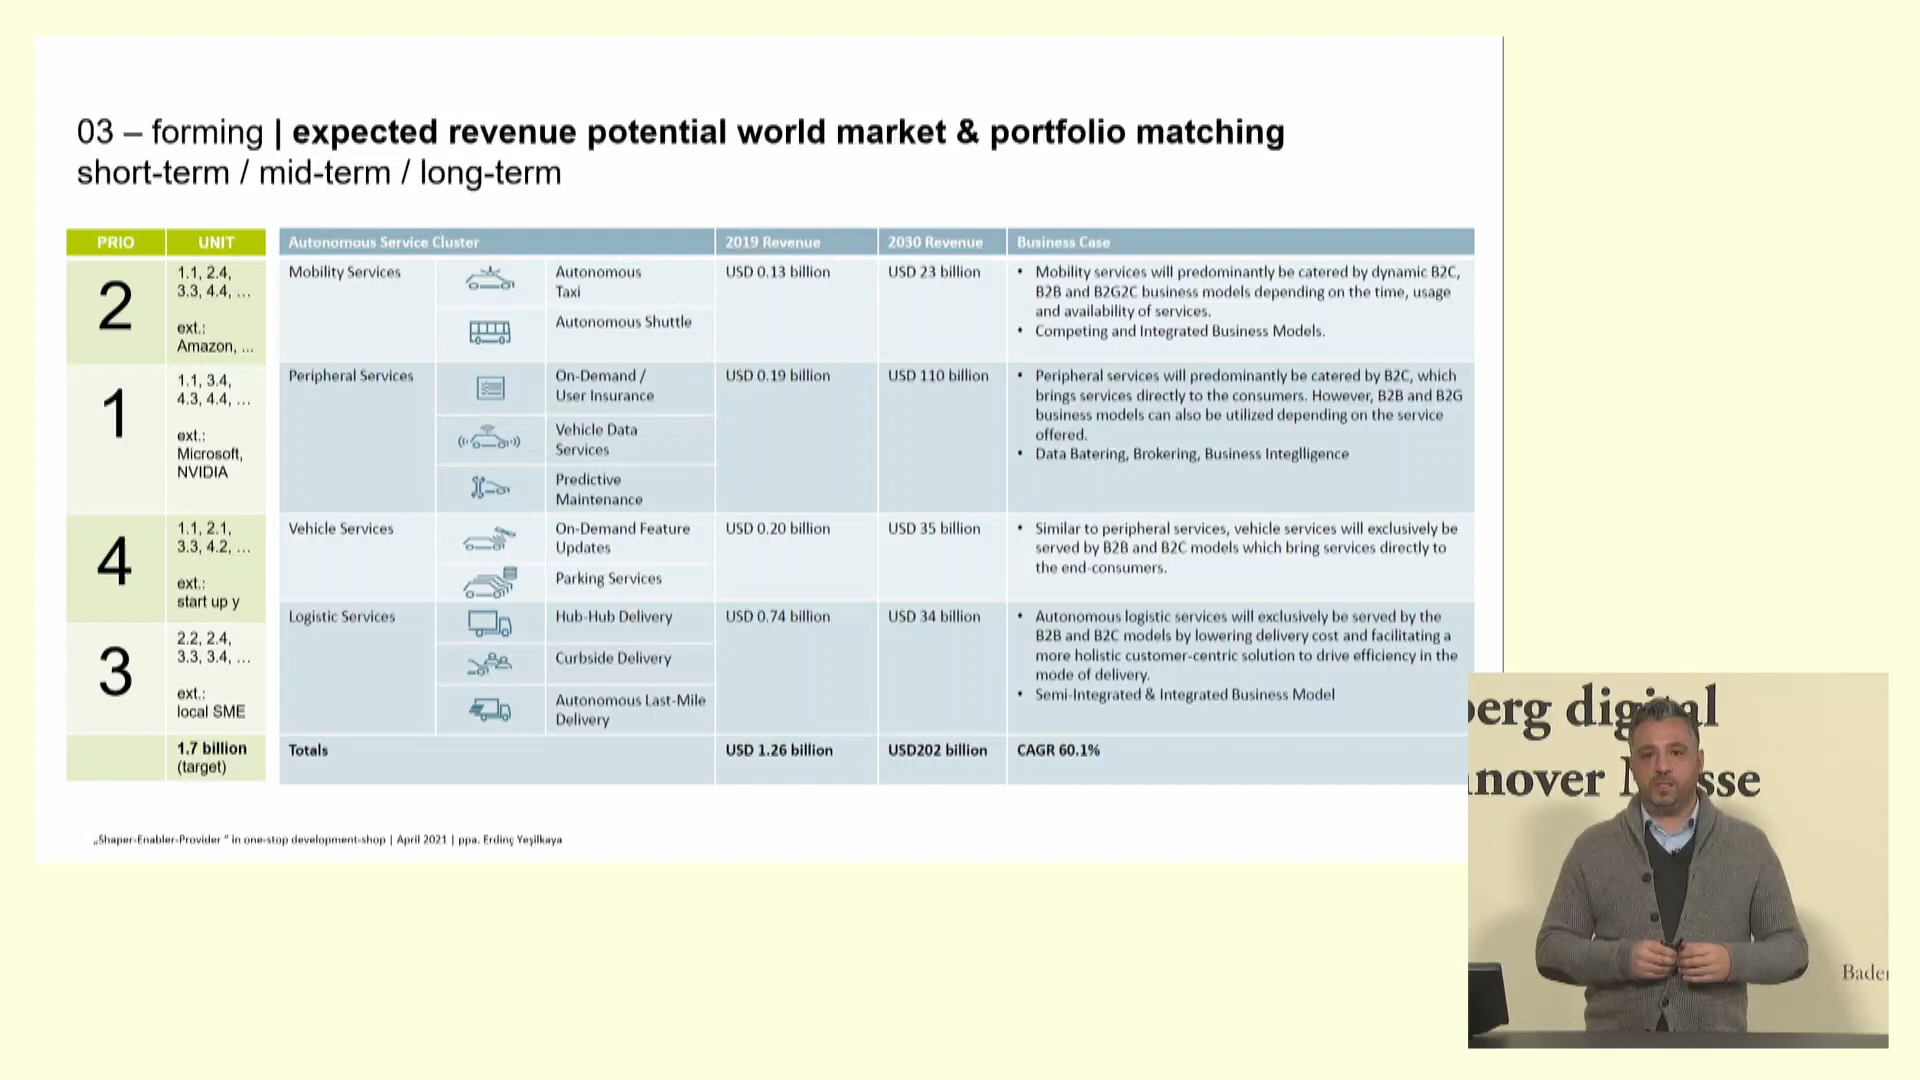 03 – forming | expected revenue potential world market & portfolio matching
short-term / mid-term / long-term
PRIO
UNIT
Autonomous Service Cluster
2019 Revenue
2030 Revenue
Business Case
2
1.1, 2.4,
3.3, 4.4, ...
ext.:
Amazon, ...
Mobility Services
Autonomous
Taxi
Autonomous Shuttle
USD 0.13 billion
USD 23 billion
• Mobility services will predominantly be catered by dynamic B2C,
B2B and B2G2C business models depending on the time, usage
and availability of services.
• Competing and Integrated Business Models.
1
1.1, 3.4,
4.3, 4.4, ...
ext.:
Microsoft,
NVIDIA
Peripheral Services
On-Demand /
User Insurance
Vehicle Data
Services
Predictive
Maintenance
USD 0.19 billion
USD 110 billion
• Peripheral services will predominantly be catered by B2C, which
brings services directly to the consumers. However, B2B and B2G
business models can also be utilized depending on the service
offered.
• Data Batering, Brokering, Business Integlligence
4
1.1, 2.1,
3.3, 4.2, ...
ext.:
start up y
Vehicle Services
On-Demand Feature
Updates
Parking Services
USD 0.20 billion
USD 35 billion
• Similar to peripheral services, vehicle services will exclusively be
served by B2B and B2C models which bring services directly to
the end-consumers.
3
2.2, 2.4,
3.3, 3.4, ...
ext.:
local SME
Logistic Services
Hub-Hub Delivery
Curbside Delivery
Autonomous Last-Mile
Delivery
USD 0.74 billion
USD 34 billion
• Autonomous logistic services will exclusively be served by the
B2B and B2C models by lowering delivery cost and facilitating a
more holistic customer-centric solution to drive efficiency in the
mode of delivery.
• Semi-Integrated & Integrated Business Model
1.7 billion
(target)
Totals
USD 1.26 billion
USD202 billion
CAGR 60.1%
„Shaper-Enabler-Provider " in one-stop development-shop | April 2021 | ppa. Erdinç Yeşilkaya
berg digital
nnover Messe
Bade